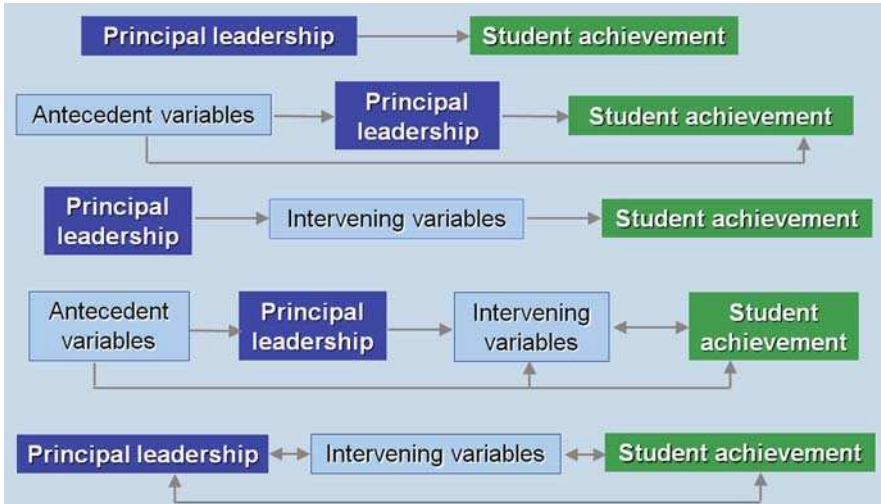 Principal leadership
Student achievement
Antecedent variables
Principal
leadership
Student achievement
Principal
leadership
Intervening variables
Student achievement
Antecedent
variables
Principal
leadership
Intervening
variables
Student
achievement
Principal leadership
Intervening variables
Student achievement